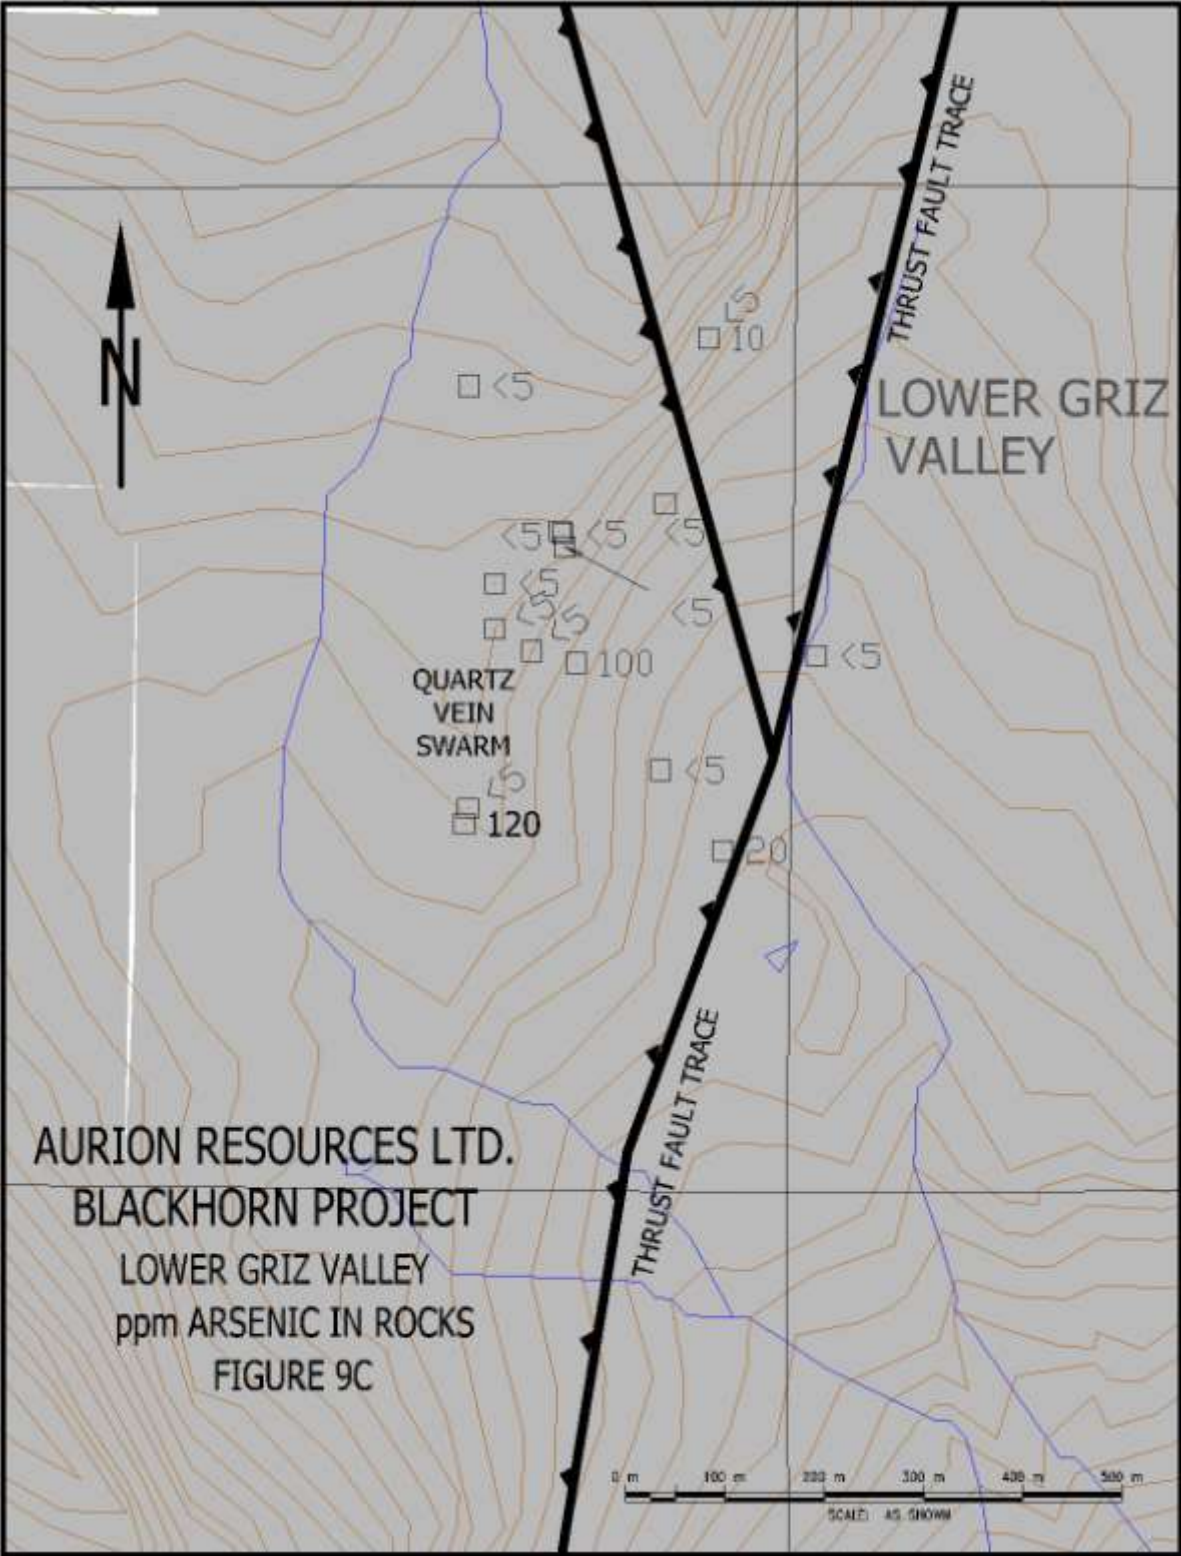 THRUST FAULT TRACE
N
<5
10
<5
LOWER GRIZ
VALLEY
<5
<5
<5
<5
<5
<5
<5
100
<5
<5
QUARTZ
VEIN
SWARM
<5
<5
120
20
THRUST FAULT TRACE
AURION RESOURCES LTD.
BLACKHORN PROJECT
LOWER GRIZ VALLEY
ppm ARSENIC IN ROCKS
FIGURE 9C
0 m 100 m 200 m 300 m 400 m 500 m
SCALE: AS SHOWN